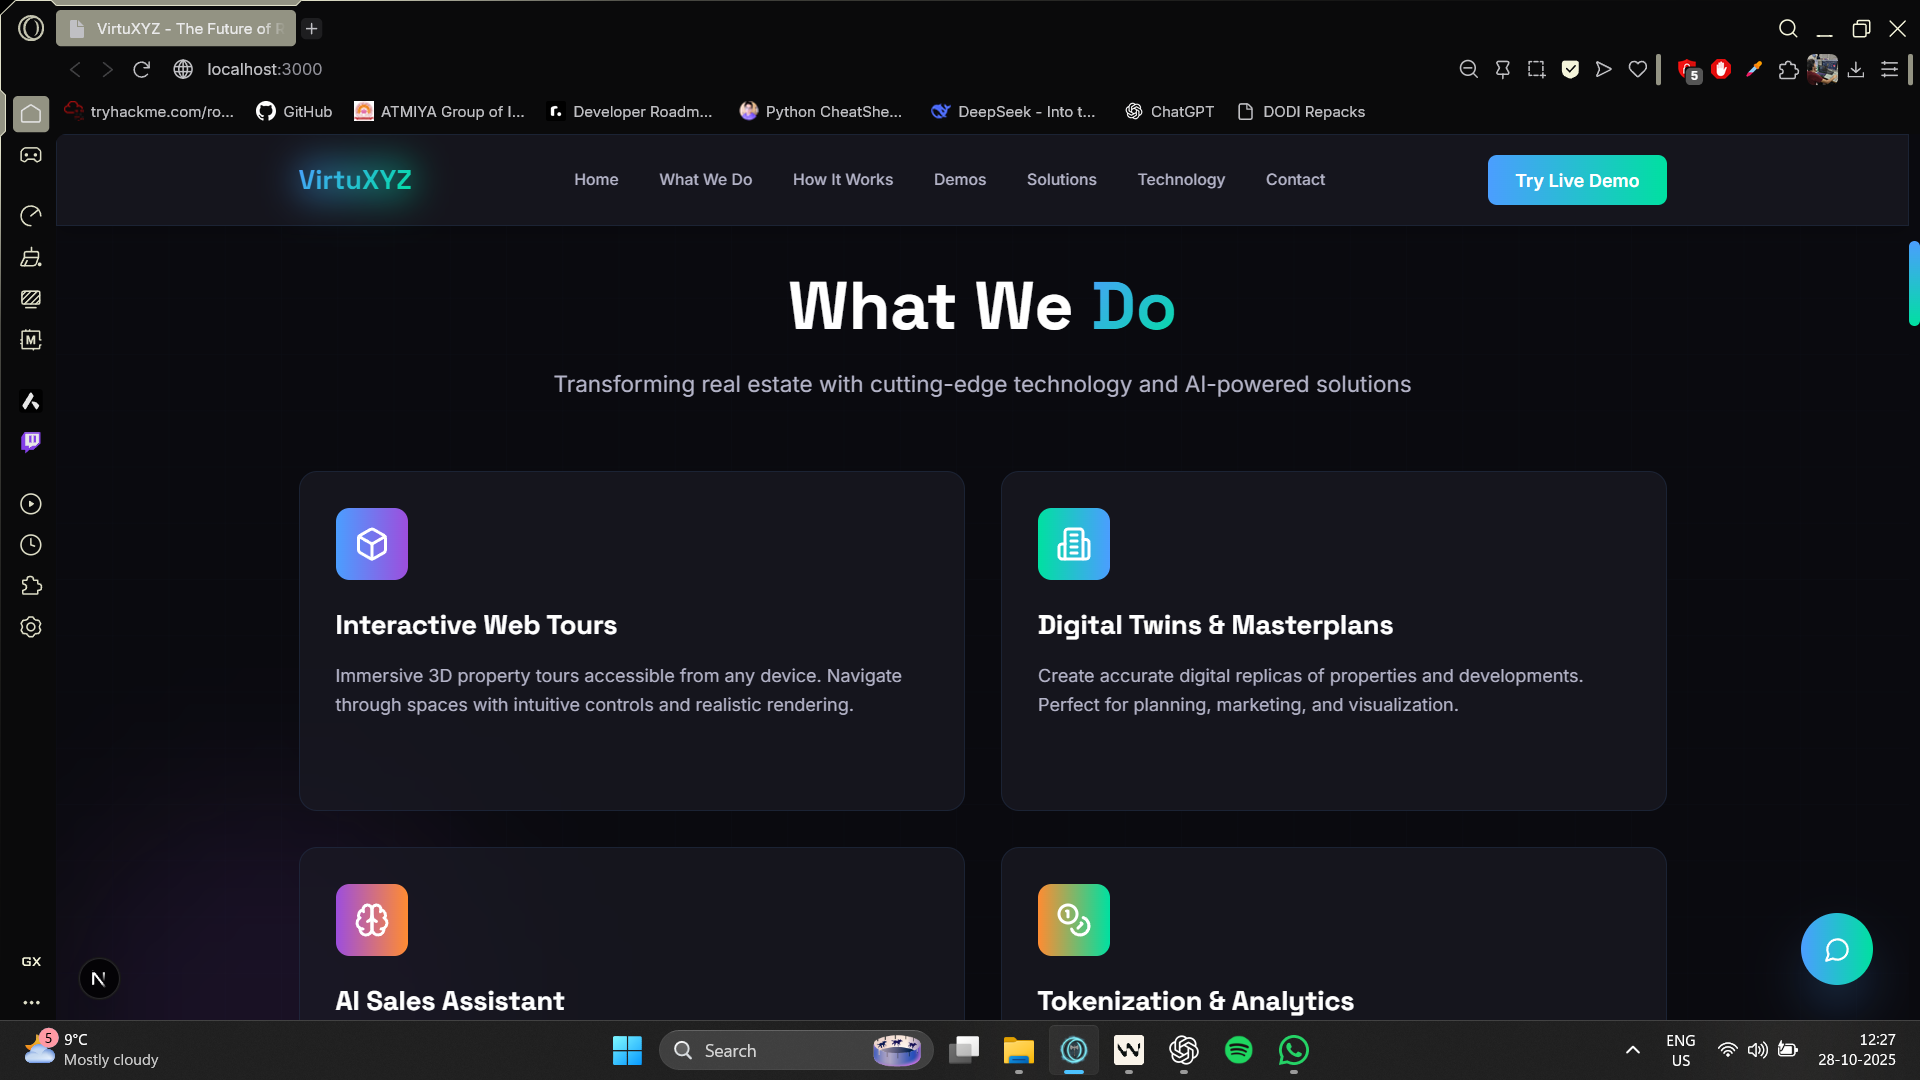 VirtuXYZ - The Future of R
localhost:3000
5
tryhackme.com/ro...
GitHub
ATMIYA Group of I...
r.
Developer Roadm...
Python CheatShe...
DeepSeek - Into t...
ChatGPT
DODI Repacks
VirtuXYZ
Home
What We Do
How It Works
Demos
Solutions
Technology
Contact
Try Live Demo
M
What We Do
Transforming real estate with cutting-edge technology and AI-powered solutions
Interactive Web Tours
Immersive 3D property tours accessible from any device. Navigate
through spaces with intuitive controls and realistic rendering.
Digital Twins & Masterplans
Create accurate digital replicas of properties and developments.
Perfect for planning, marketing, and visualization.
AI Sales Assistant
Tokenization & Analytics
GX
N
5
9°C
Mostly cloudy
Search
ENG
US
12:27
28-10-2025